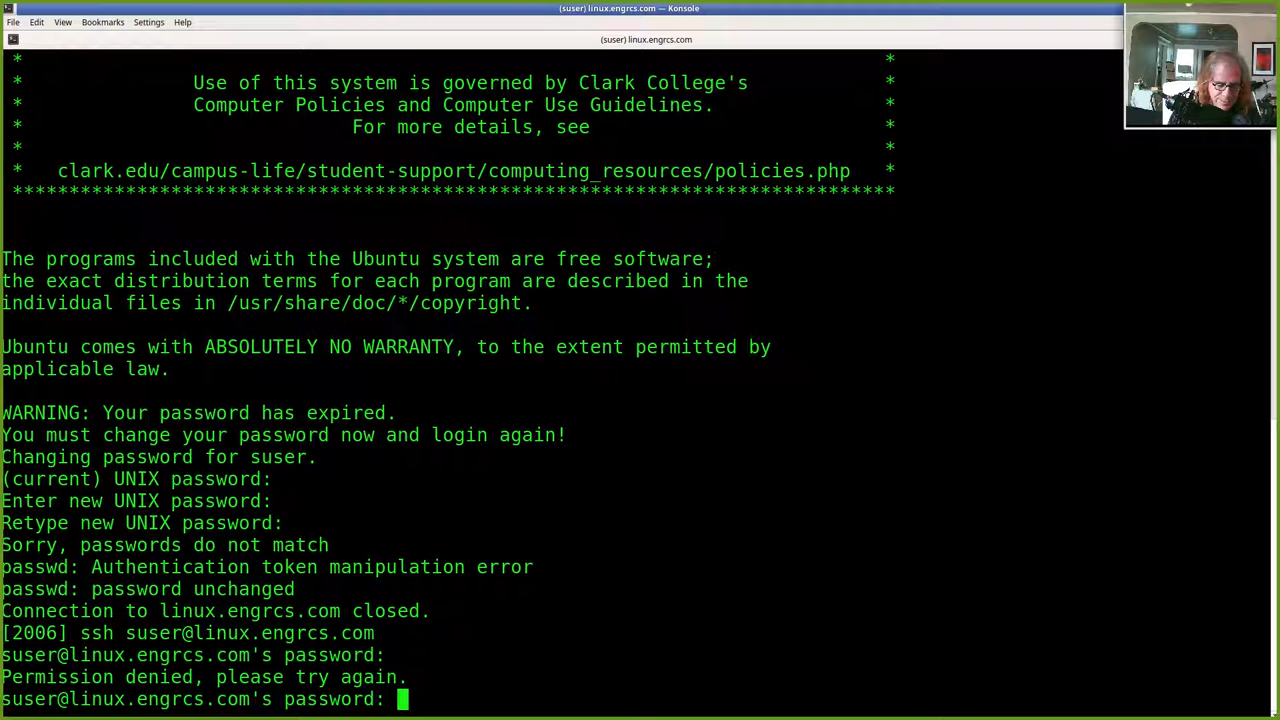 (suser) linux.engrcs.com — Konsole
File Edit View Bookmarks Settings Help
(suser) linux.engrcs.com
* *
* Use of this system is governed by Clark College's *
* Computer Policies and Computer Use Guidelines. *
* For more details, see *
* *
* clark.edu/campus-life/student-support/computing_resources/policies.php *
******************************************************************************
The programs included with the Ubuntu system are free software;
the exact distribution terms for each program are described in the
individual files in /usr/share/doc/*/copyright.
Ubuntu comes with ABSOLUTELY NO WARRANTY, to the extent permitted by
applicable law.
WARNING: Your password has expired.
You must change your password now and login again!
Changing password for suser.
(current) UNIX password:
Enter new UNIX password:
Retype new UNIX password:
Sorry, passwords do not match
passwd: Authentication token manipulation error
passwd: password unchanged
Connection to linux.engrcs.com closed.
[2006] ssh suser@linux.engrcs.com
suser@linux.engrcs.com's password:
Permission denied, please try again.
suser@linux.engrcs.com's password: